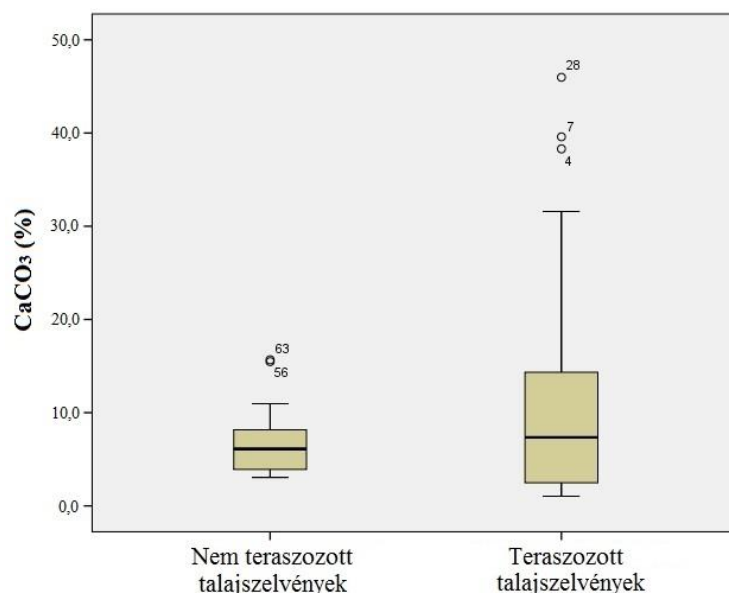 50,0
40,0
30,0
20,0
10,0
0,0
CaCO₃ (%)
28
7
4
63
56
Nem teraszozott
talajszelvények
Teraszozott
talajszelvények